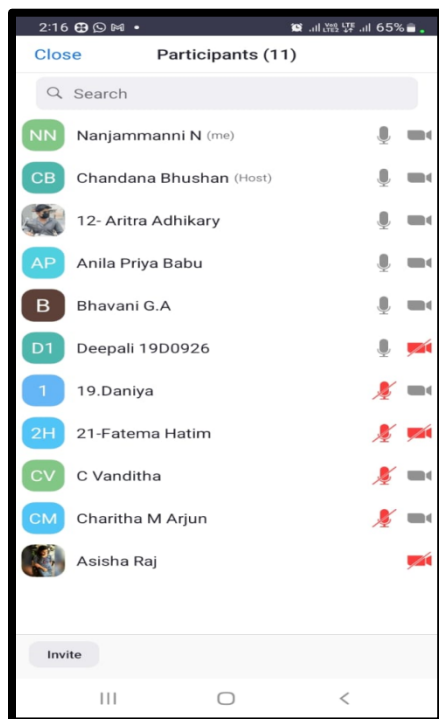 2:16 65%
Close Participants (11)
Search
NN Nanjammanni N (me)
CB Chandana Bhushan (Host)
12- Aritra Adhikary
AP Anila Priya Babu
B Bhavani G.A
D1 Deepali 19D0926
1 19.Daniya
2H 21-Fatema Hatim
CV C Vanditha
CM Charitha M Arjun
Asisha Raj
Invite